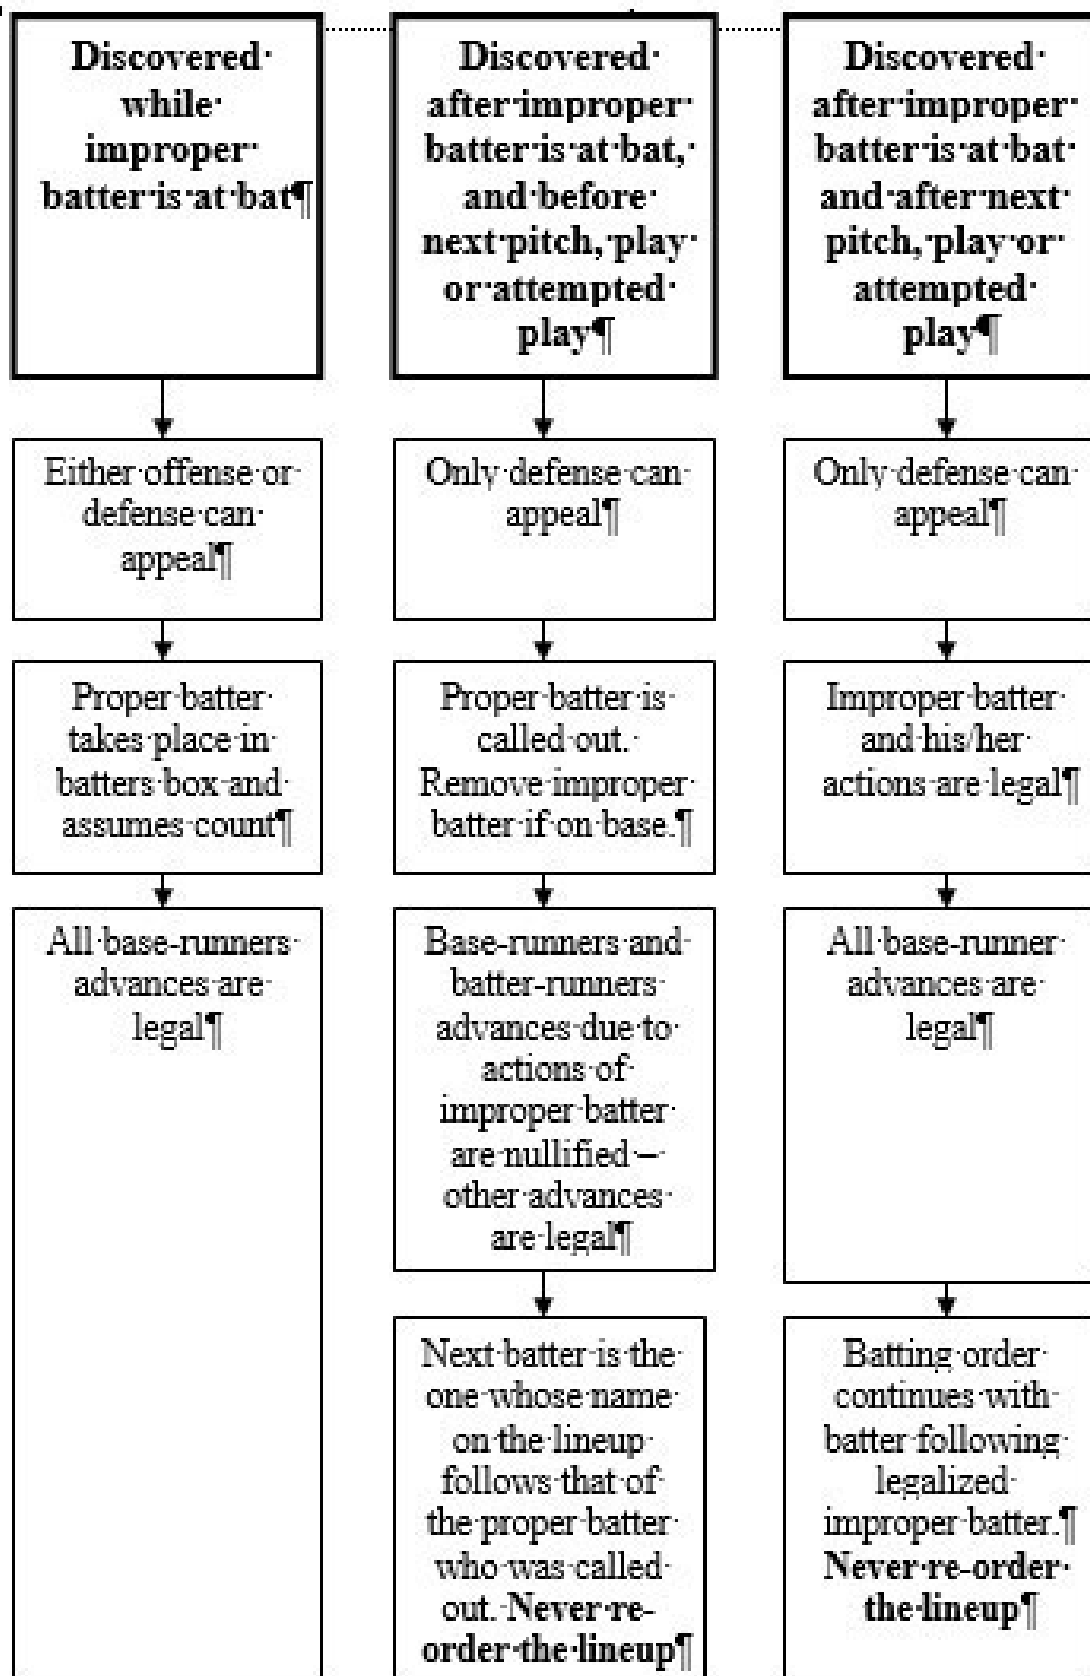 Discovered·
while·
improper·
batter·is·at·bat¶
Either·offense·or·
defense·can·
appeal¶
Proper·batter·
takes·place·in·
batters·box·and·
assumes·count¶
All·base-runners·
advances·are·
legal¶
Discovered·
after·improper·
batter·is·at·bat,·
and·before·
next·pitch,·play·
or·attempted·
play¶
Only·defense·can·
appeal¶
Proper·batter·is·
called·out.·
Remove·improper·
batter·if·on·base.¶
Base-runners·and·
batter-runners·
advances·due·to·
actions·of·
improper·batter·
are·nullified·–·
other·advances·
are·legal¶
Next·batter·is·the·
one·whose·name·
on·the·lineup·
follows·that·of·
the·proper·batter·
who·was·called·
out.·Never·re-
order·the·lineup¶
Discovered·
after·improper·
batter·is·at·bat·
and·after·next·
pitch,·play·or·
attempted·
play¶
Only·defense·can·
appeal¶
Improper·batter·
and·his/her·
actions·are·legal¶
All·base-runner·
advances·are·
legal¶
Batting·order·
continues·with·
batter·following·
legalized·
improper·batter.¶
Never·re-order·
the·lineup¶